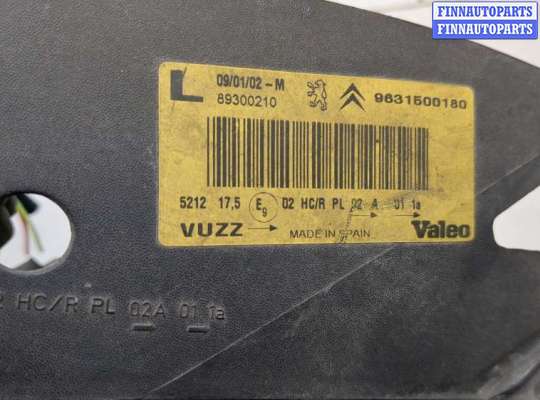 FINNAUTOPARTS
FINNAUTOPARTS
L 09/01/02-M
89300210
9631500180
5212 17,5 E9 02 HC/R PL 02 A 01 1a
VUZZ MADE IN SPAIN Valeo
HC/R PL 02A 01 1a